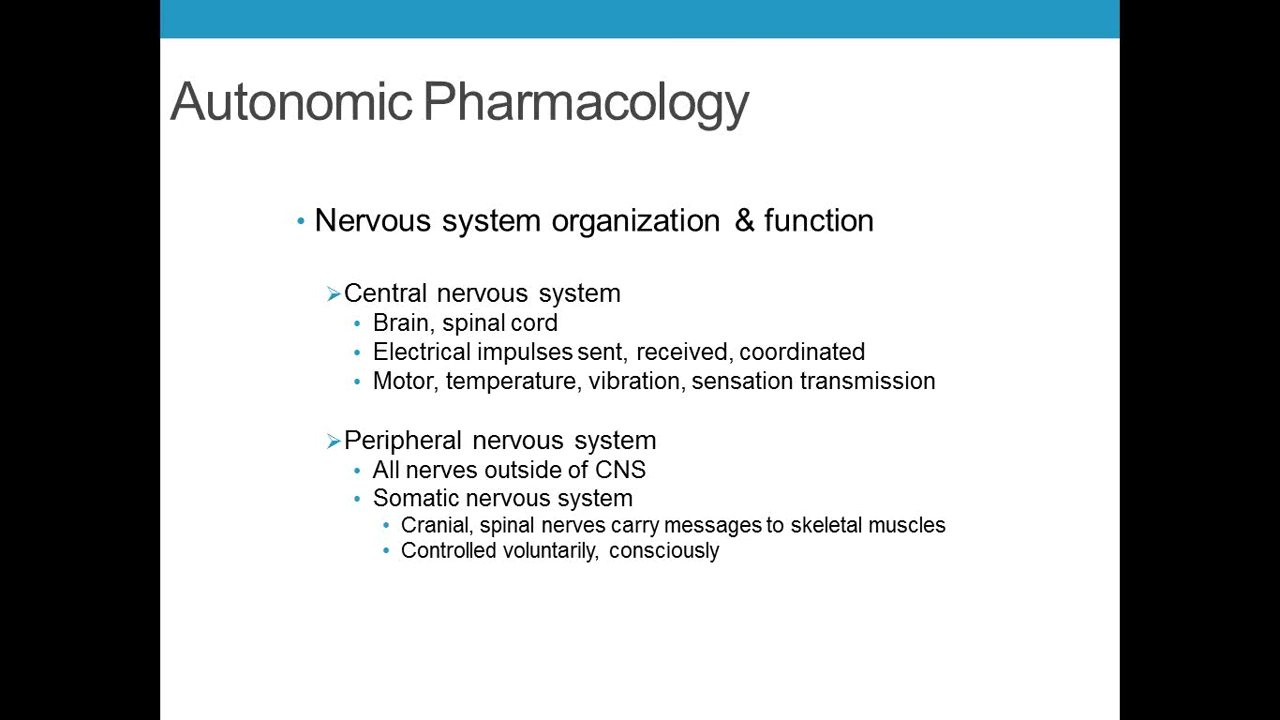 Autonomic Pharmacology
• Nervous system organization & function
➢Central nervous system
• Brain, spinal cord
• Electrical impulses sent, received, coordinated
• Motor, temperature, vibration, sensation transmission
➢Peripheral nervous system
• All nerves outside of CNS
• Somatic nervous system
• Cranial, spinal nerves carry messages to skeletal muscles
• Controlled voluntarily, consciously